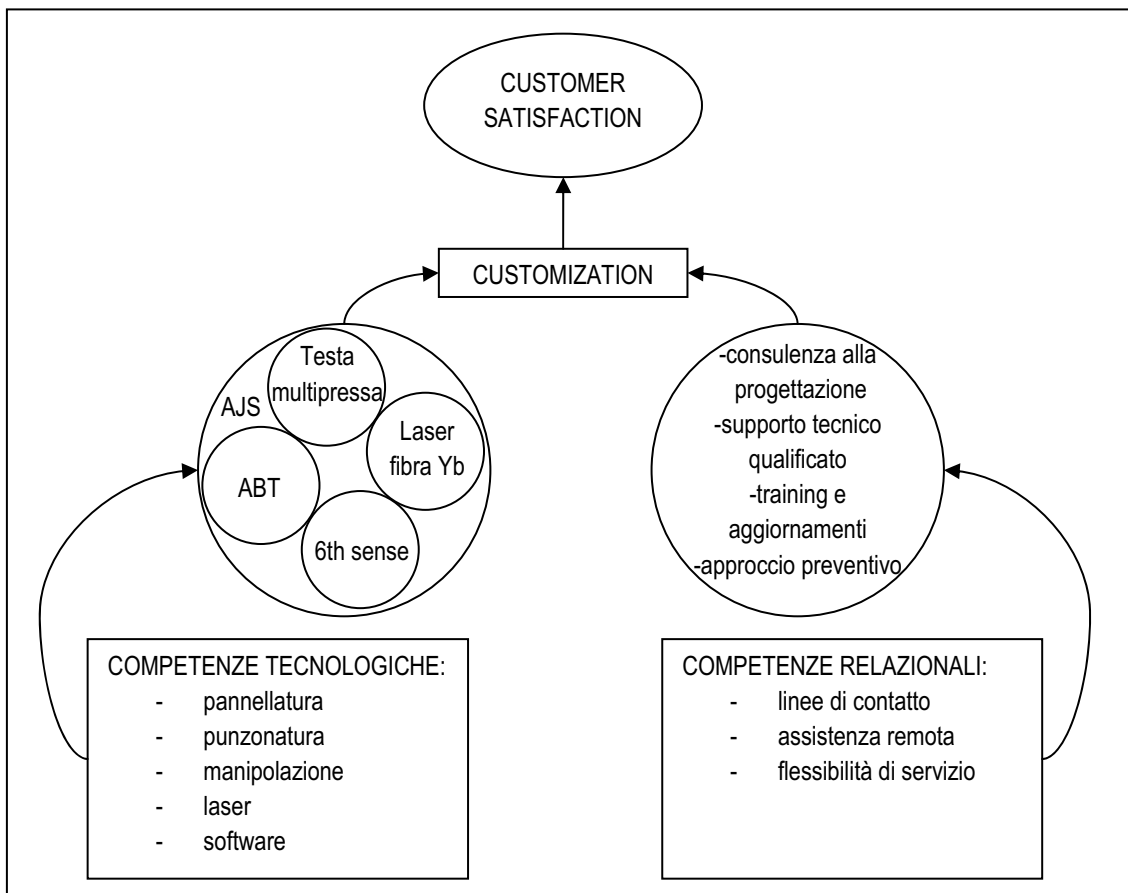 CUSTOMER
SATISFACTION
CUSTOMIZATION
Testa
multipressa
AJS
Laser
fibra Yb
ABT
6th sense
-consulenza alla
progettazione
-supporto tecnico
qualificato
-training e
aggiornamenti
-approccio preventivo
COMPETENZE TECNOLOGICHE:
- pannellatura
- punzonatura
- manipolazione
- laser
- software
COMPETENZE RELAZIONALI:
- linee di contatto
- assistenza remota
- flessibilità di servizio